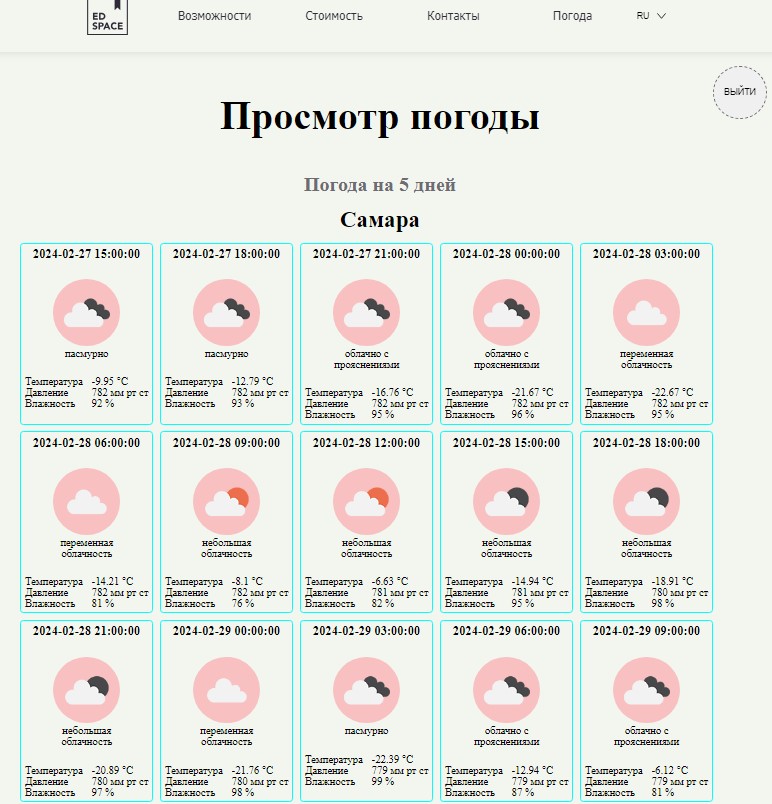 ED
SPACE
Возможности Стоимость Контакты Погода RU
ВЫЙТИ
Просмотр погоды
Погода на 5 дней
Самара
2024-02-27 15:00:00
пасмурно
Температура -9.95 °C
Давление 782 мм рт ст
Влажность 92 %
2024-02-27 18:00:00
пасмурно
Температура -12.79 °C
Давление 782 мм рт ст
Влажность 93 %
2024-02-27 21:00:00
облачно с
прояснениями
Температура -16.76 °C
Давление 782 мм рт ст
Влажность 95 %
2024-02-28 00:00:00
облачно с
прояснениями
Температура -21.67 °C
Давление 782 мм рт ст
Влажность 96 %
2024-02-28 03:00:00
переменная
облачность
Температура -22.67 °C
Давление 782 мм рт ст
Влажность 95 %
2024-02-28 06:00:00
переменная
облачность
Температура -14.21 °C
Давление 782 мм рт ст
Влажность 81 %
2024-02-28 09:00:00
небольшая
облачность
Температура -8.1 °C
Давление 782 мм рт ст
Влажность 76 %
2024-02-28 12:00:00
небольшая
облачность
Температура -6.63 °C
Давление 781 мм рт ст
Влажность 82 %
2024-02-28 15:00:00
небольшая
облачность
Температура -14.94 °C
Давление 781 мм рт ст
Влажность 95 %
2024-02-28 18:00:00
небольшая
облачность
Температура -18.91 °C
Давление 780 мм рт ст
Влажность 98 %
2024-02-28 21:00:00
небольшая
облачность
Температура -20.89 °C
Давление 780 мм рт ст
Влажность 97 %
2024-02-29 00:00:00
переменная
облачность
Температура -21.76 °C
Давление 780 мм рт ст
Влажность 98 %
2024-02-29 03:00:00
пасмурно
Температура -22.39 °C
Давление 779 мм рт ст
Влажность 99 %
2024-02-29 06:00:00
облачно с
прояснениями
Температура -12.94 °C
Давление 779 мм рт ст
Влажность 87 %
2024-02-29 09:00:00
облачно с
прояснениями
Температура -6.12 °C
Давление 779 мм рт ст
Влажность 81 %